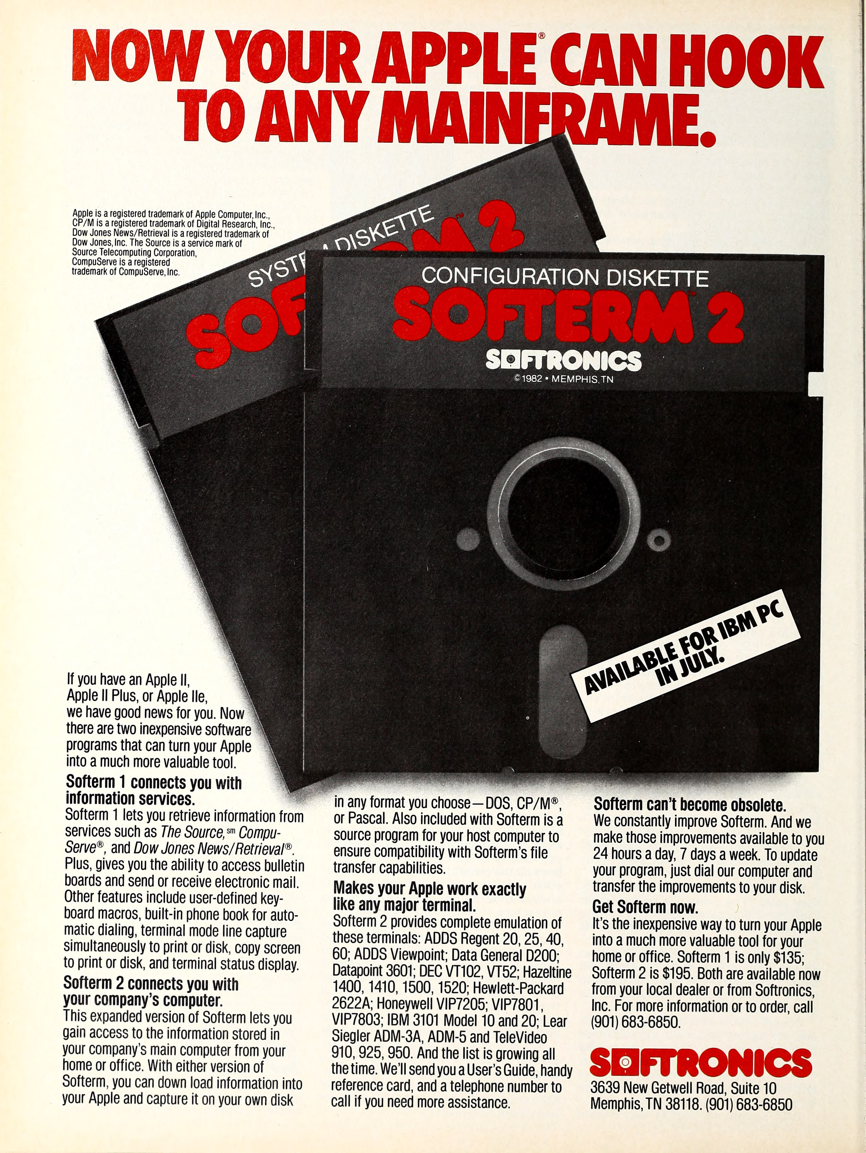 NOW YOUR APPLE® CAN HOOK
TO ANY MAINFRAME.
Apple is a registered trademark of Apple Computer, Inc.,
CP/M is a registered trademark of Digital Research, Inc.,
Dow Jones News/Retrieval is a registered trademark of
Dow Jones, Inc. The Source is a service mark of
Source Telecomputing Corporation,
CompuServe is a registered
trademark of CompuServe, Inc.
SYSTEM DISKETTE
SOFTERM™ 2
CONFIGURATION DISKETTE
SOFTERM™ 2
SOFTRONICS
©1982 • MEMPHIS, TN
AVAILABLE FOR IBM PC
IN JULY.
If you have an Apple II,
Apple II Plus, or Apple IIe,
we have good news for you. Now
there are two inexpensive software
programs that can turn your Apple
into a much more valuable tool.
Softerm 1 connects you with
information services.
Softerm 1 lets you retrieve information from
services such as The Source,℠ Compu-
Serve®, and Dow Jones News/Retrieval®.
Plus, gives you the ability to access bulletin
boards and send or receive electronic mail.
Other features include user-defined key-
board macros, built-in phone book for auto-
matic dialing, terminal mode line capture
simultaneously to print or disk, copy screen
to print or disk, and terminal status display.
Softerm 2 connects you with
your company's computer.
This expanded version of Softerm lets you
gain access to the information stored in
your company's main computer from your
home or office. With either version of
Softerm, you can down load information into
your Apple and capture it on your own disk
in any format you choose—DOS, CP/M®,
or Pascal. Also included with Softerm is a
source program for your host computer to
ensure compatibility with Softerm's file
transfer capabilities.
Makes your Apple work exactly
like any major terminal.
Softerm 2 provides complete emulation of
these terminals: ADDS Regent 20, 25, 40,
60; ADDS Viewpoint; Data General D200;
Datapoint 3601; DEC VT102, VT52; Hazeltine
1400, 1410, 1500, 1520; Hewlett-Packard
2622A; Honeywell VIP7205; VIP7801,
VIP7803; IBM 3101 Model 10 and 20; Lear
Siegler ADM-3A, ADM-5 and TeleVideo
910, 925, 950. And the list is growing all
the time. We'll send you a User's Guide, handy
reference card, and a telephone number to
call if you need more assistance.
Softerm can't become obsolete.
We constantly improve Softerm. And we
make those improvements available to you
24 hours a day, 7 days a week. To update
your program, just dial our computer and
transfer the improvements to your disk.
Get Softerm now.
It's the inexpensive way to turn your Apple
into a much more valuable tool for your
home or office. Softerm 1 is only $135;
Softerm 2 is $195. Both are available now
from your local dealer or from Softronics,
Inc. For more information or to order, call
(901) 683-6850.
SOFTRONICS
3639 New Getwell Road, Suite 10
Memphis, TN 38118. (901) 683-6850